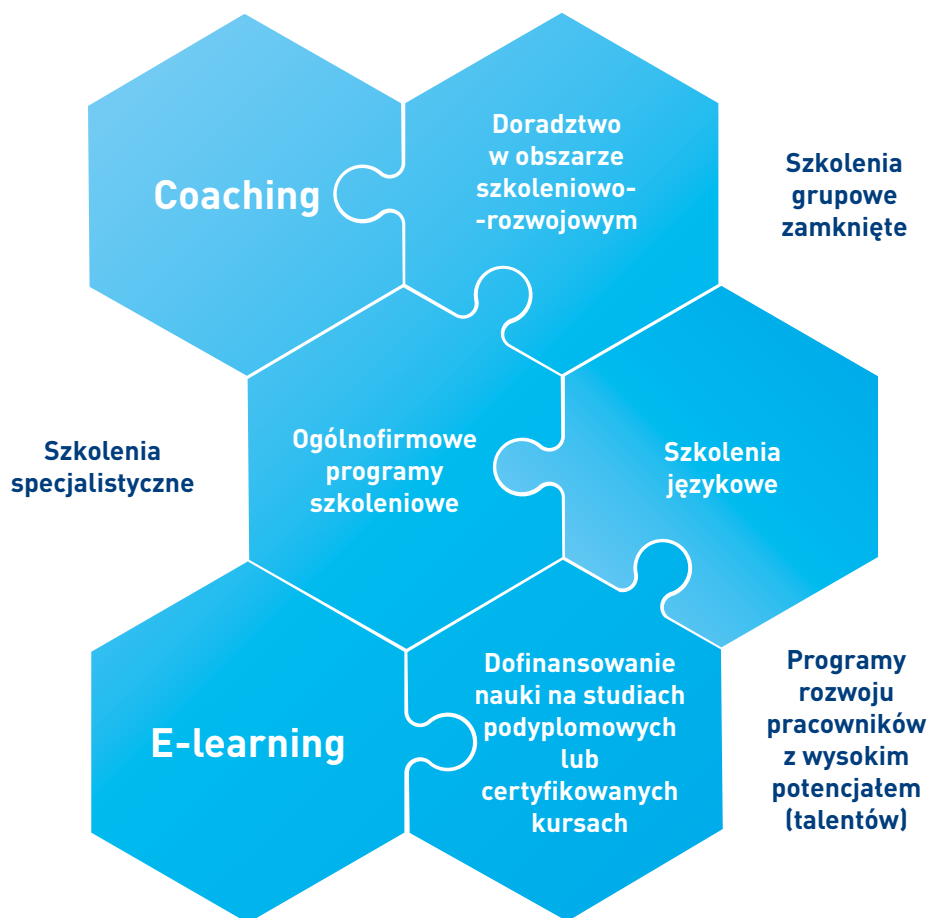 Coaching
Doradztwo
w obszarze
szkoleniowo-
-rozwojowym
Szkolenia
grupowe
zamknięte
Szkolenia
specjalistyczne
Ogólnofirmowe
programy
szkoleniowe
Szkolenia
językowe
E-learning
Dofinansowanie
nauki na studiach
podyplomowych
lub
certyfikowanych
kursach
Programy
rozwoju
pracowników
z wysokim
potencjałem
(talentów)